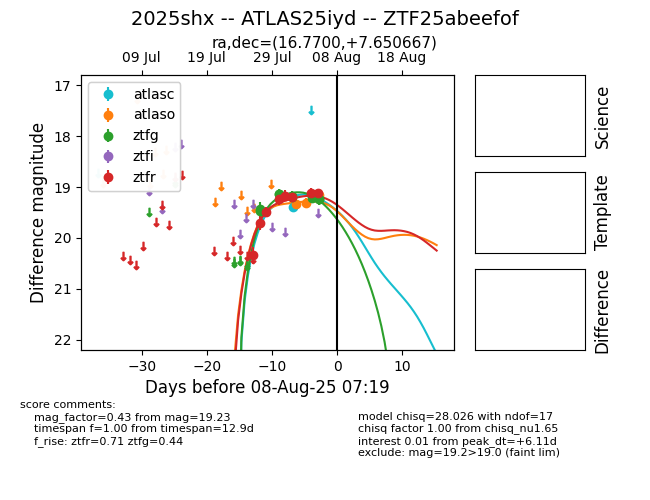 2025shx -- ATLAS25iyd -- ZTF25abeefof
ra,dec=(16.7700,+7.650667)
09 Jul 19 Jul 29 Jul 08 Aug 18 Aug
17
18
19
20
21
22
Difference magnitude
atlasc
atlaso
ztfg
ztfi
ztfr
−30 −20 −10 0 10
Days before 08-Aug-25 07:19
Science
Template
Difference
score comments:
mag_factor=0.43 from mag=19.23
timespan f=1.00 from timespan=12.9d
f_rise: ztfr=0.71 ztfg=0.44
model chisq=28.026 with ndof=17
chisq factor 1.00 from chisq_nu1.65
interest 0.01 from peak_dt=+6.11d
exclude: mag=19.2>19.0 (faint lim)